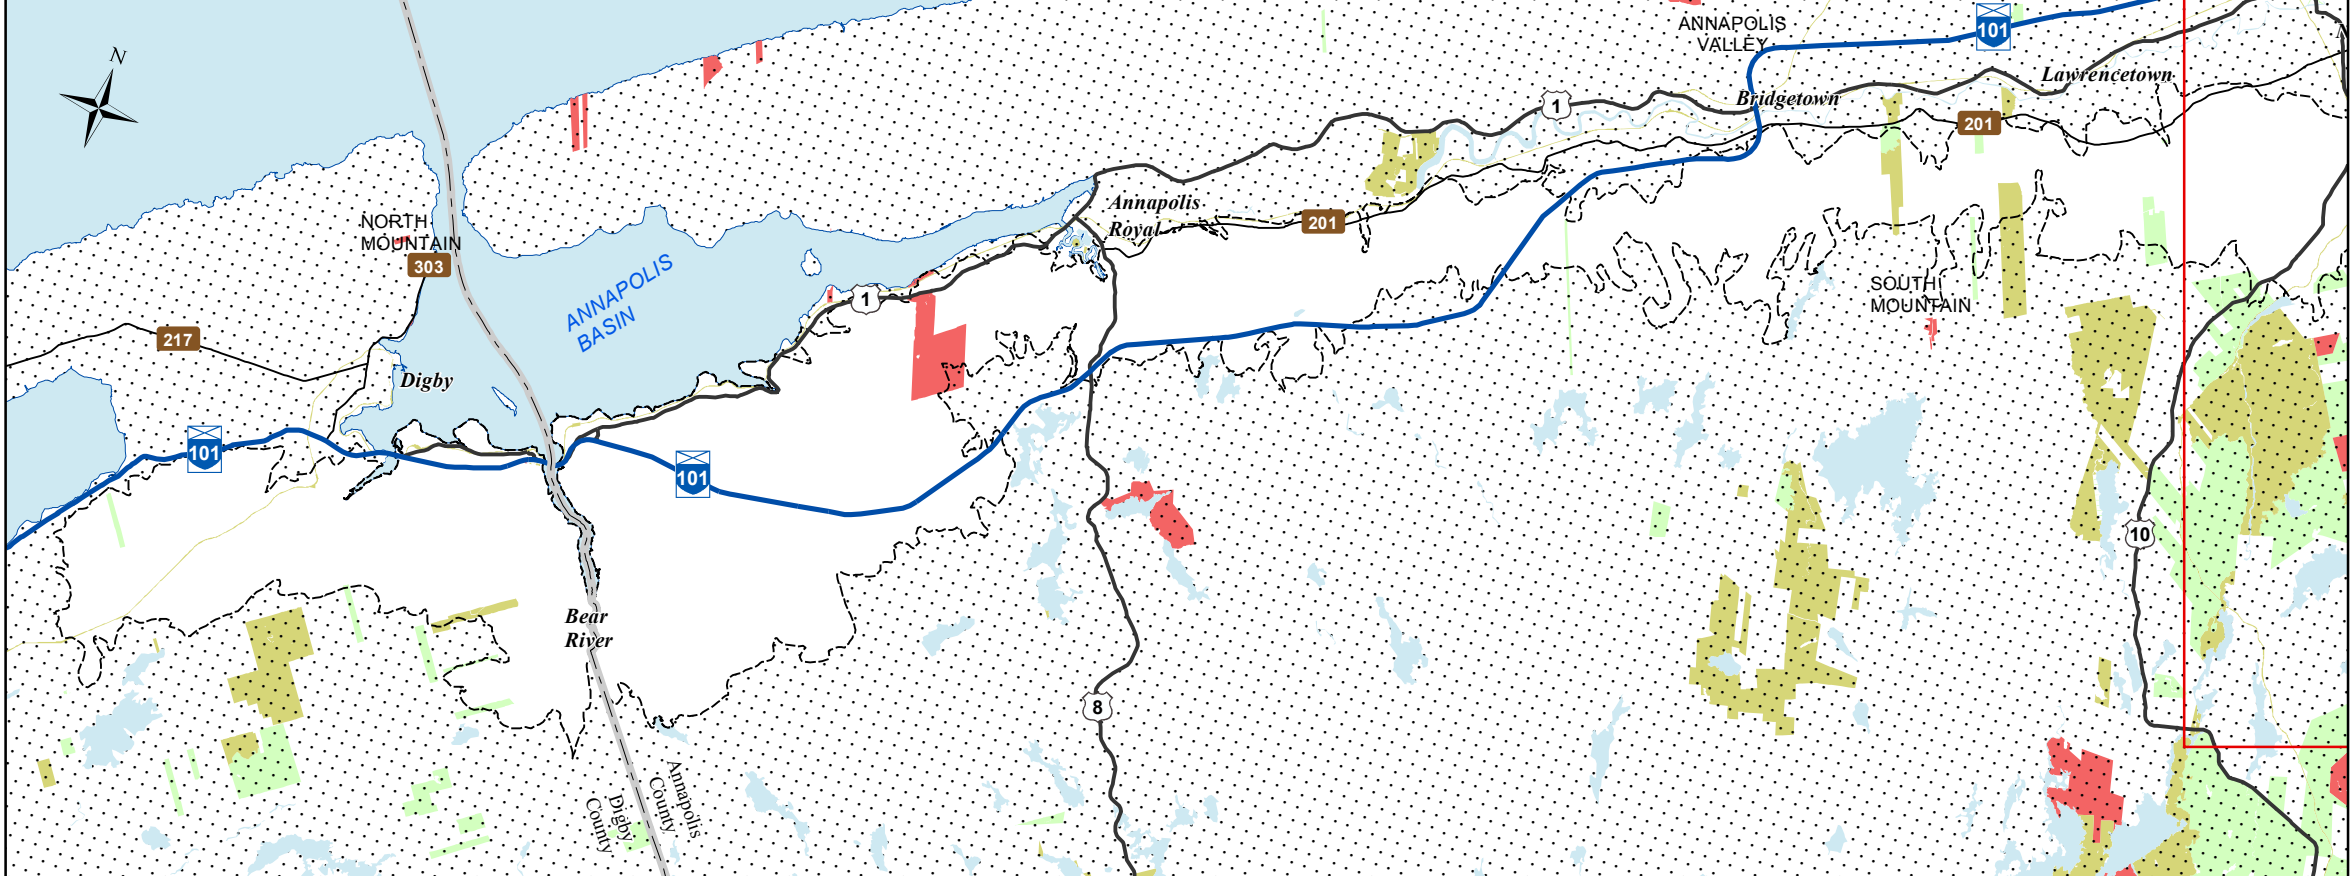 N
ANNAPOLIS
VALLEY
101
Lawrencetown
1
Bridgetown
201
Annapolis
Royal
201
NORTH
MOUNTAIN
303
ANNAPOLIS
BASIN
1
SOUTH
MOUNTAIN
217
Digby
101
101
10
Bear
River
8
Annapolis
County
Digby
County